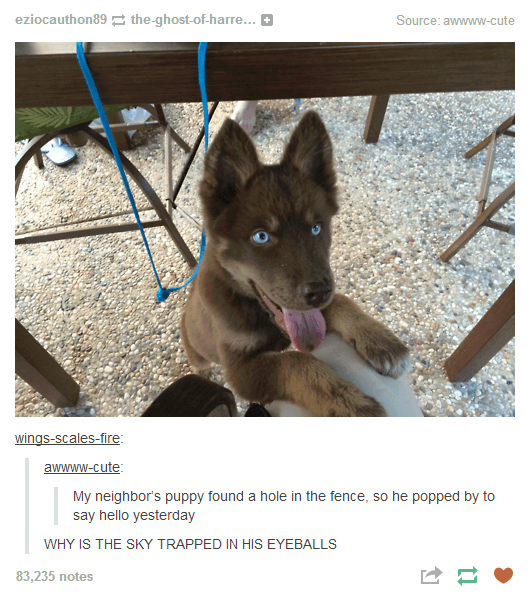 eziocauthon89 the-ghost-of-harre...
Source: awwww-cute
wings-scales-fire:
awwww-cute:
My neighbor's puppy found a hole in the fence, so he popped by to
say hello yesterday
WHY IS THE SKY TRAPPED IN HIS EYEBALLS
83,235 notes